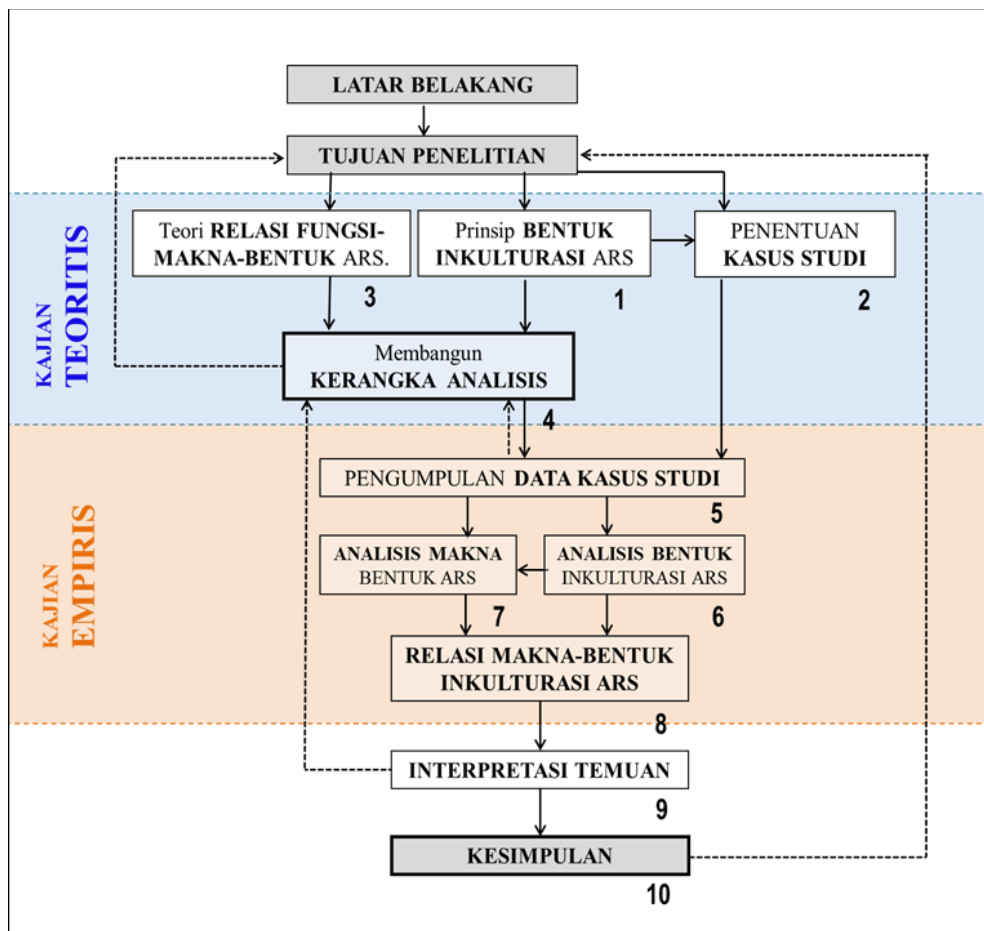 LATAR BELAKANG
TUJUAN PENELITIAN
KAJIAN
TEORITIS
Teori RELASI FUNGSI-
MAKNA-BENTUK ARS.
3
Prinsip BENTUK
INKULTURASI ARS
1
PENENTUAN
KASUS STUDI
2
Membangun
KERANGKA ANALISIS
4
KAJIAN
EMPIRIS
PENGUMPULAN DATA KASUS STUDI
5
ANALISIS MAKNA
BENTUK ARS
7
ANALISIS BENTUK
INKULTURASI ARS
6
RELASI MAKNA-BENTUK
INKULTURASI ARS
8
INTERPRETASI TEMUAN
9
KESIMPULAN
10